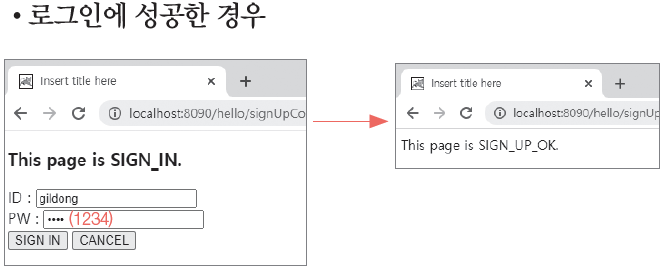 • 로그인에 성공한 경우
Insert title here
localhost:8090/hello/signUpCo
This page is SIGN_IN.
ID : gildong
PW : •••• (1234)
SIGN IN CANCEL
Insert title here
localhost:8090/hello/signUp
This page is SIGN_UP_OK.